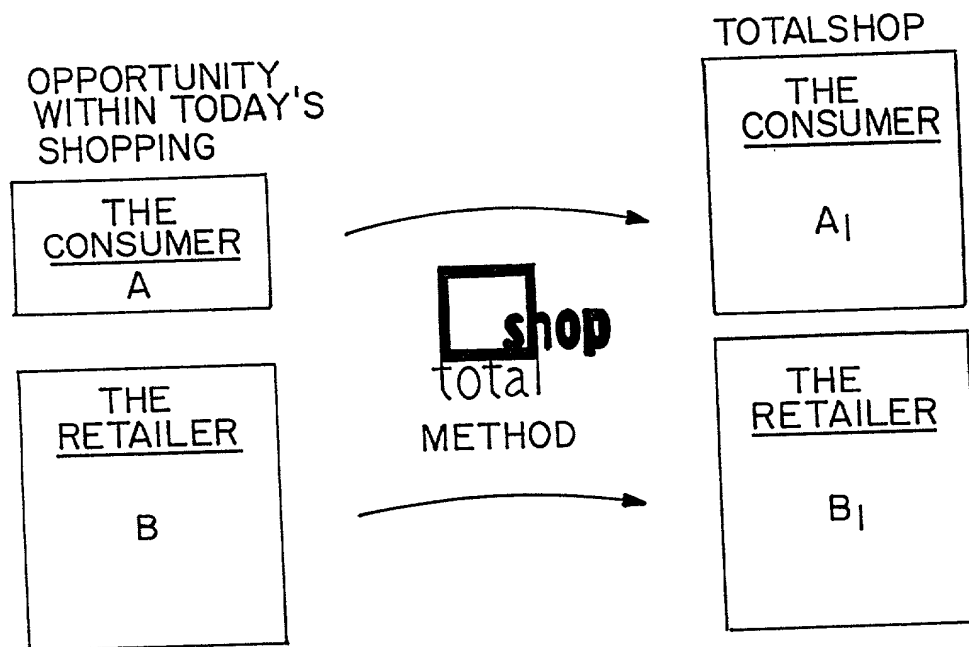 OPPORTUNITY
WITHIN TODAY'S
SHOPPING
THE
CONSUMER
A
THE
RETAILER
B
shop
total
METHOD
TOTALSHOP
THE
CONSUMER
A1
THE
RETAILER
B1